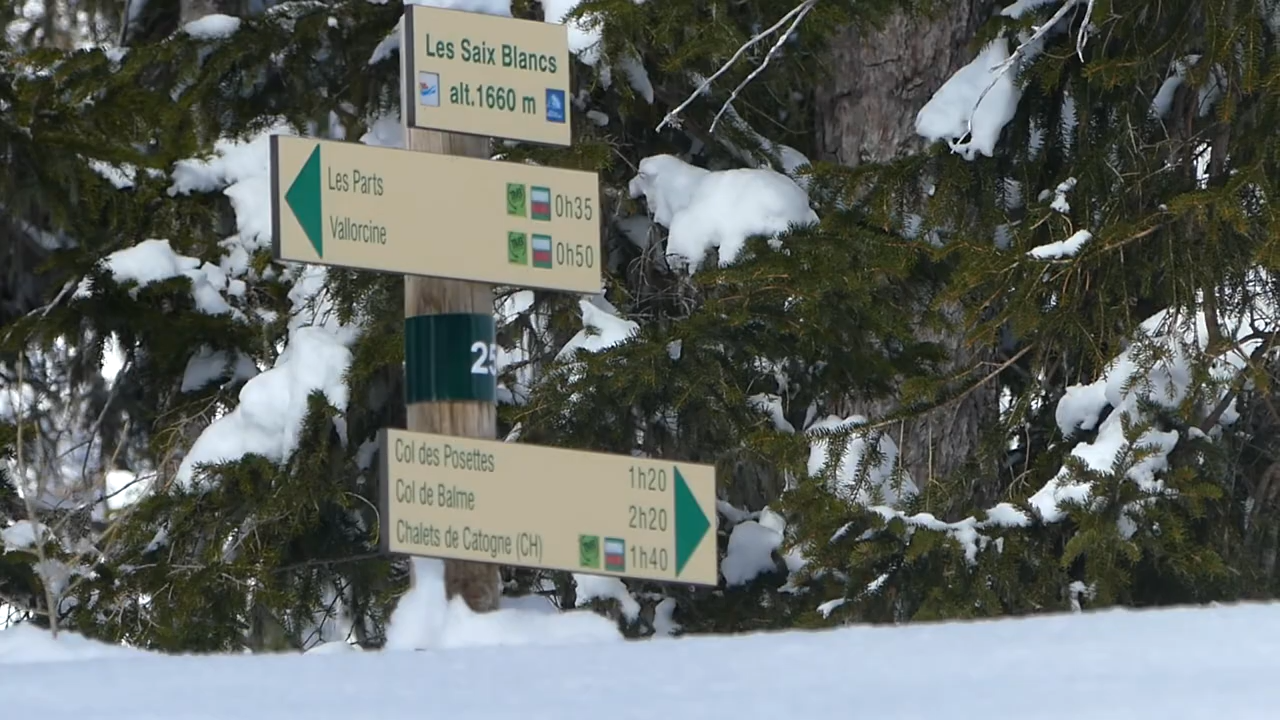 Les Saix Blancs
alt.1660 m
Les Parts 0h35
Vallorcine 0h50
25
Col des Posettes 1h20
Col de Balme 2h20
Chalets de Catogne (CH) 1h40